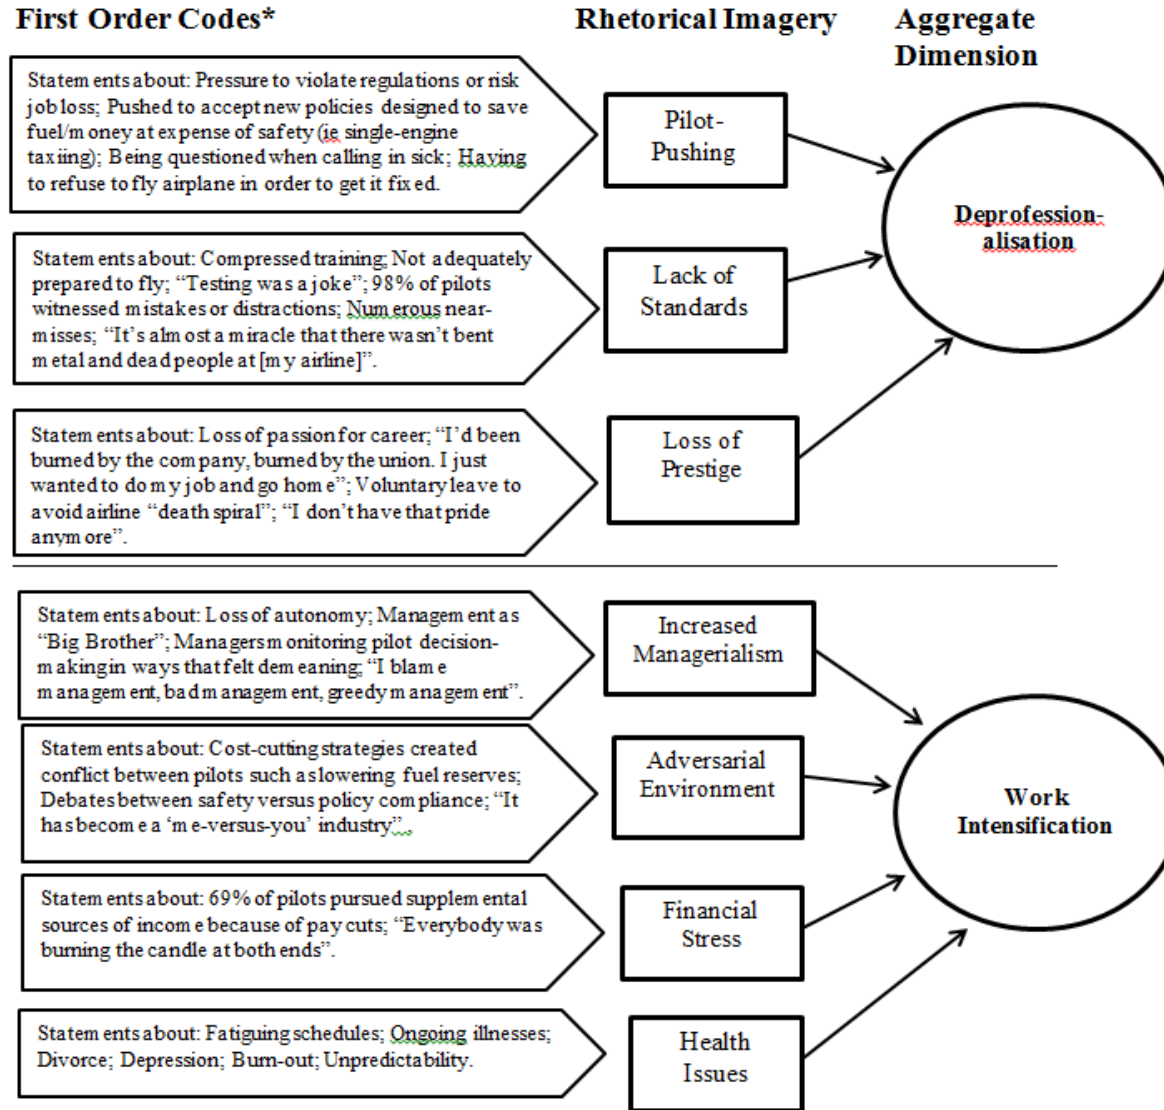 First Order Codes*
Rhetorical Imagery
Aggregate
Dimension
Statements about: Pressure to violate regulations or risk
job loss; Pushed to accept new policies designed to save
fuel/money at expense of safety (ie single-engine
taxiing); Being questioned when calling in sick; Having
to refuse to fly airplane in order to get it fixed.
Pilot-
Pushing
Deprofession-
alisation
Statements about: Compressed training; Not adequately
prepared to fly; “Testing was a joke”; 98% of pilots
witnessed mistakes or distractions; Numerous near-
misses; “It’s almost a miracle that there wasn’t bent
metal and dead people at [my airline]”.
Lack of
Standards
Statements about: Loss of passion for career; “I’d been
burned by the company, burned by the union. I just
wanted to do my job and go home”; Voluntary leave to
avoid airline “death spiral”; “I don’t have that pride
anymore”.
Loss of
Prestige
Statements about: Loss of autonomy; Management as
“Big Brother”; Managers monitoring pilot decision-
making in ways that felt demeaning; “I blame
management, bad management, greedy management”.
Increased
Managerialism
Statements about: Cost-cutting strategies created
conflict between pilots such as lowering fuel reserves;
Debates between safety versus policy compliance; “It
has become a ‘me-versus-you’ industry” ,
Adversarial
Environment
Work
Intensification
Statements about: 69% of pilots pursued supplemental
sources of income because of pay cuts; “Everybody was
burning the candle at both ends”.
Financial
Stress
Statements about: Fatiguing schedules; Ongoing illnesses;
Divorce; Depression; Burn-out; Unpredictability.
Health
Issues